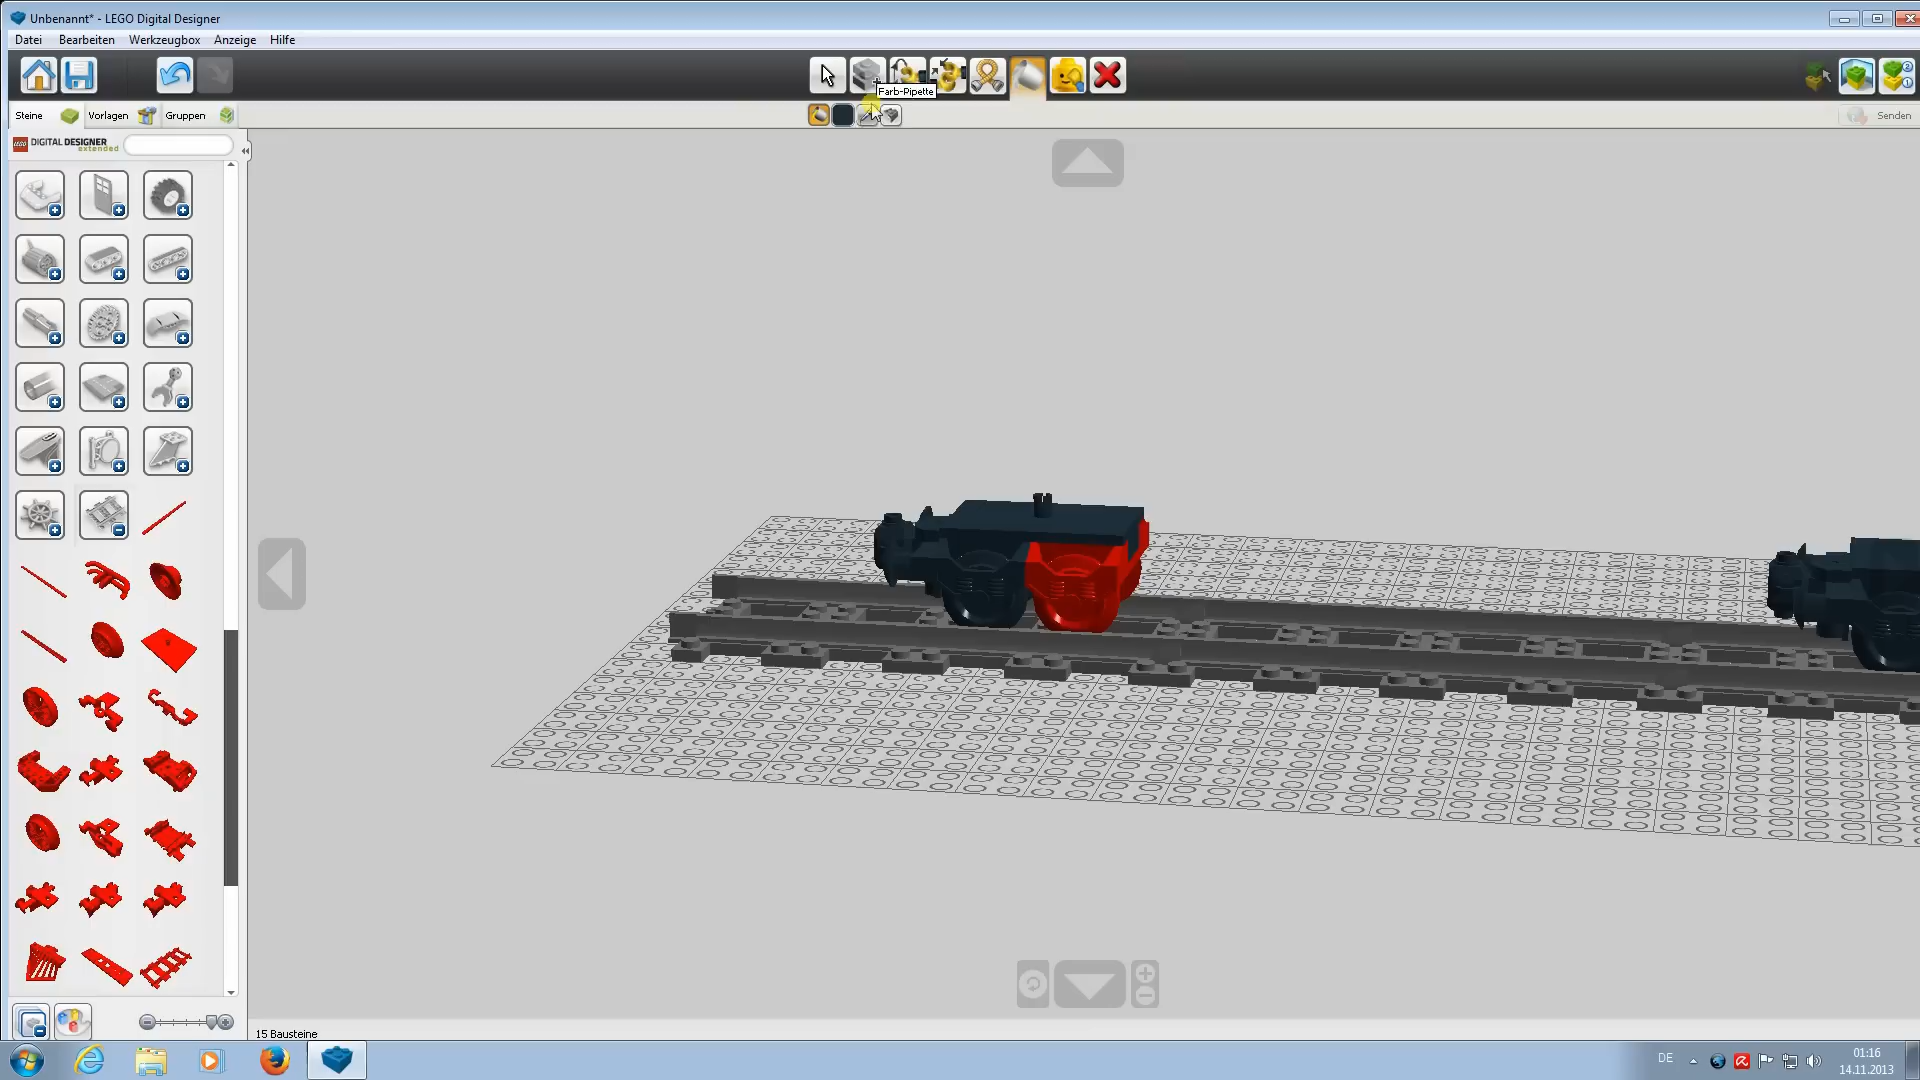 Unbenannt* - LEGO Digital Designer
Datei Bearbeiten Werkzeugbox Anzeige Hilfe
Farb-Pipette
Steine Vorlagen Gruppen Senden
LEGO DIGITAL DESIGNER
extended
15 Bausteine
DE
01:16
14.11.2013